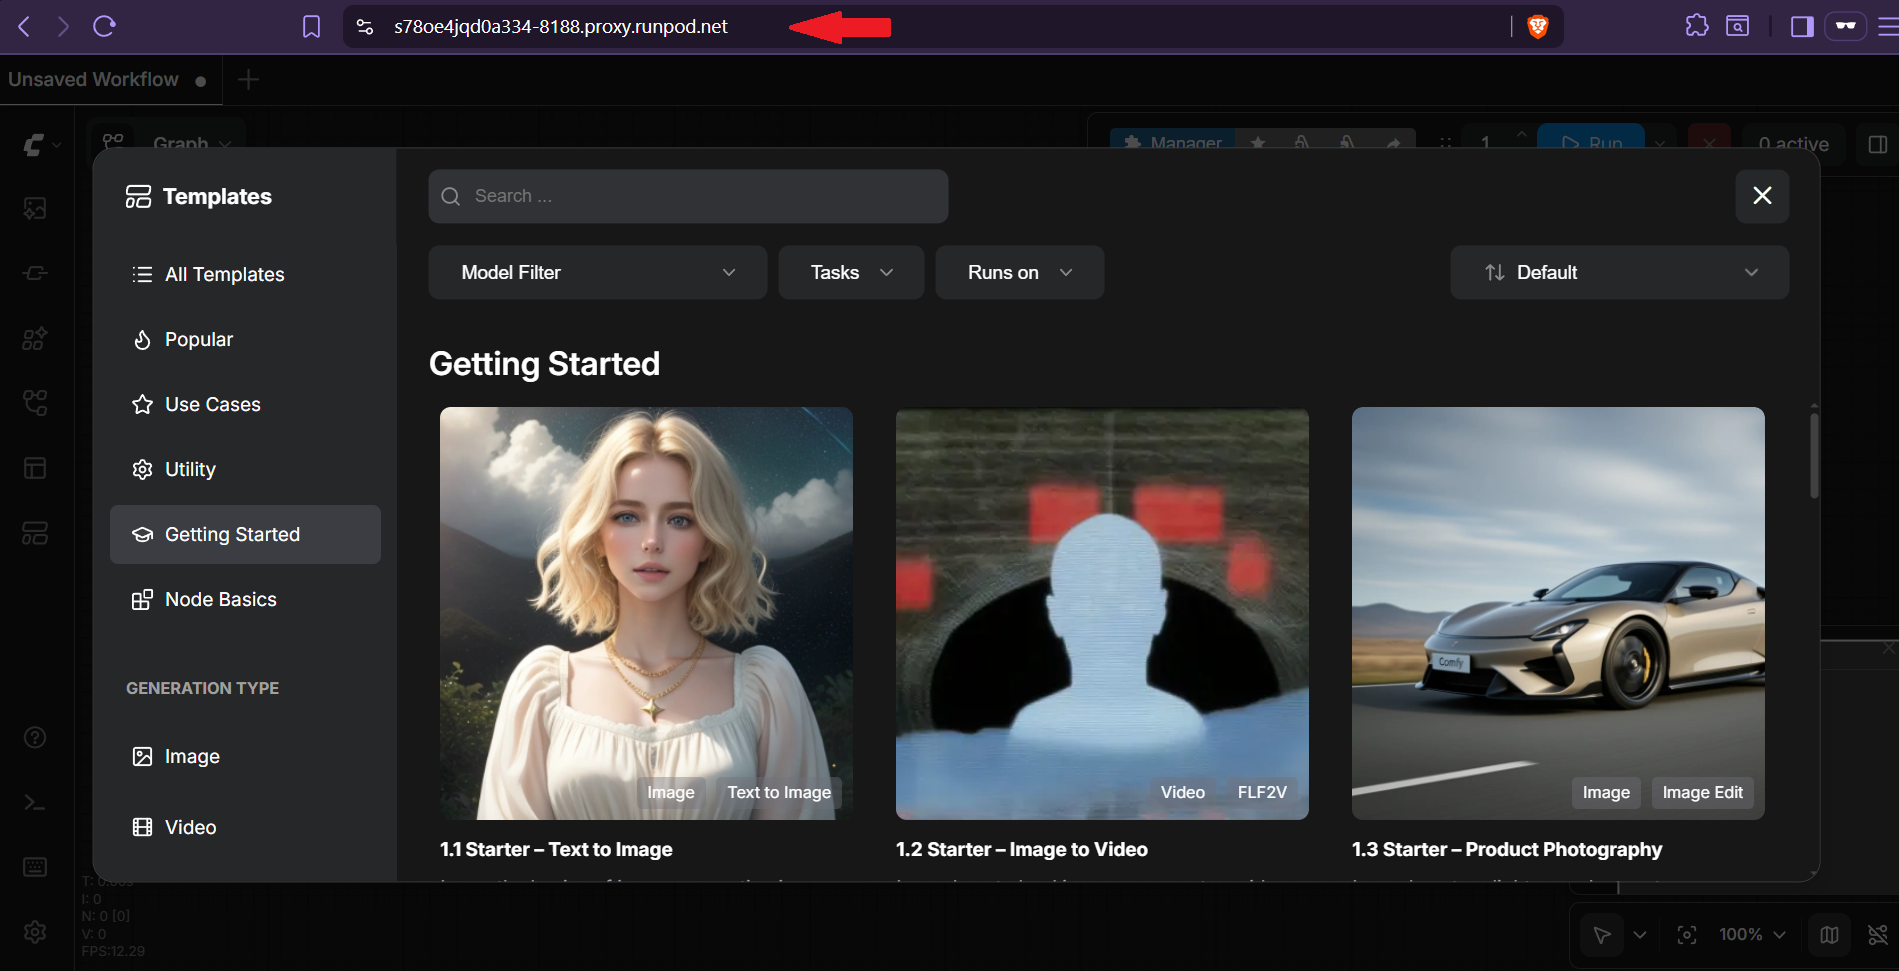 s78oe4jqd0a334-8188.proxy.runpod.net
Unsaved Workflow
Graph
Manager
1
Run
0 active
Templates
Search ...
All Templates
Model Filter
Tasks
Runs on
Default
Popular
Use Cases
Utility
Getting Started
Node Basics
GENERATION TYPE
Image
Video
Getting Started
Comfy
Image
Text to Image
Video
FLF2V
Image
Image Edit
1.1 Starter – Text to Image
1.2 Starter – Image to Video
1.3 Starter – Product Photography
I: 0
N: 0 [0]
V: 0
FPS:12.29
100%